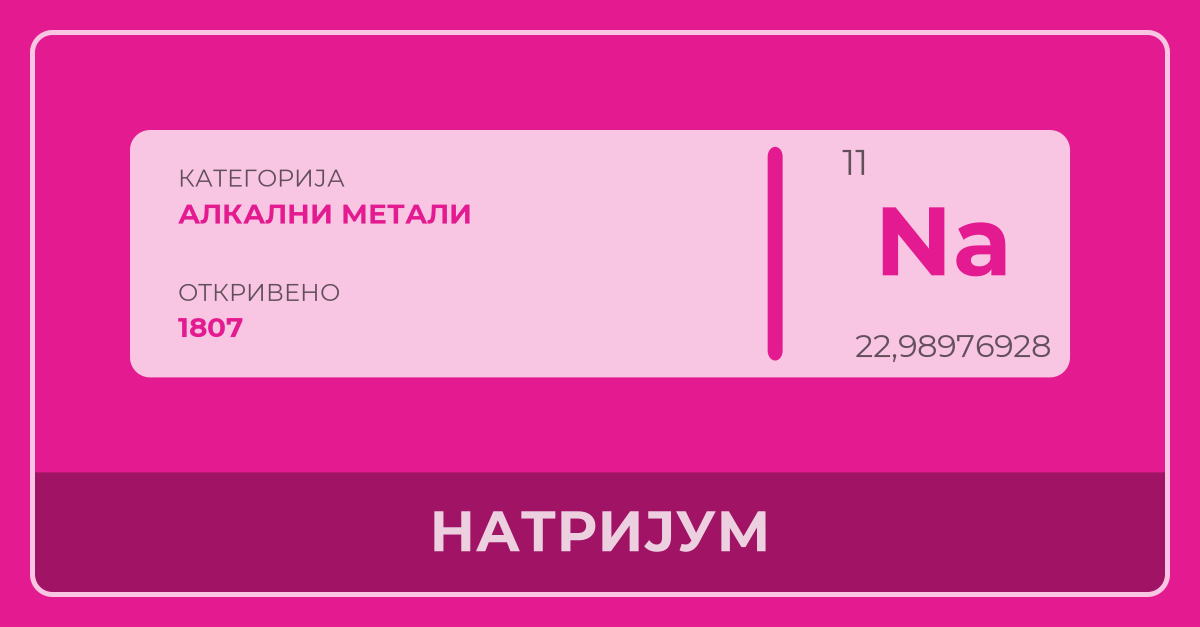 КАТЕГОРИЈА
АЛКАЛНИ МЕТАЛИ
ОТКРИВЕНО
1807
11
Na
22,98976928
НАТРИЈУМ